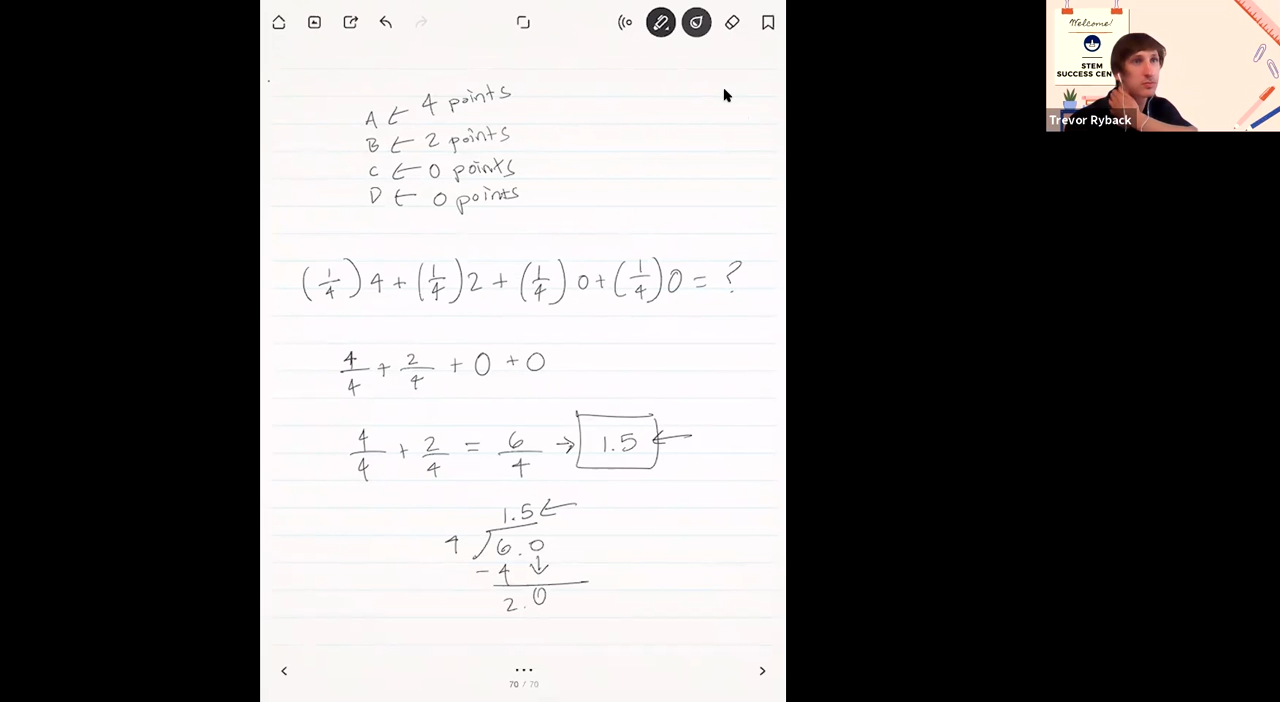 Welcome!
STEM
SUCCESS CEN
Trevor Ryback
A ← 4 points
B ← 2 points
C ← 0 points
D ← 0 points
(1/4)4 + (1/4)2 + (1/4)0 + (1/4)0 = ?
4/4 + 2/4 + 0 + 0
4/4 + 2/4 = 6/4 → 1.5 ←
1.5 ←
4 ) 6.0
- 4 ↓
2.0
70 / 70